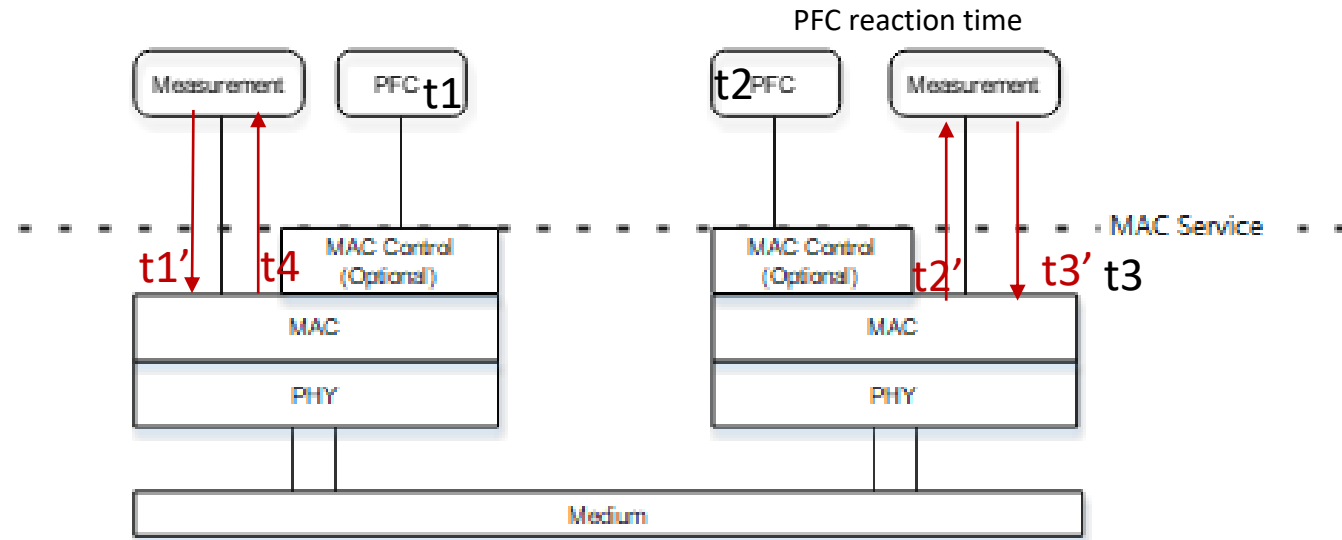 PFC reaction time
Measurement
PFC
t1
t2
PFC
Measurement
MAC Service
MAC Control
(Optional)
MAC Control
(Optional)
t1’
t4
t2’
t3’
t3
MAC
MAC
PHY
PHY
Medium